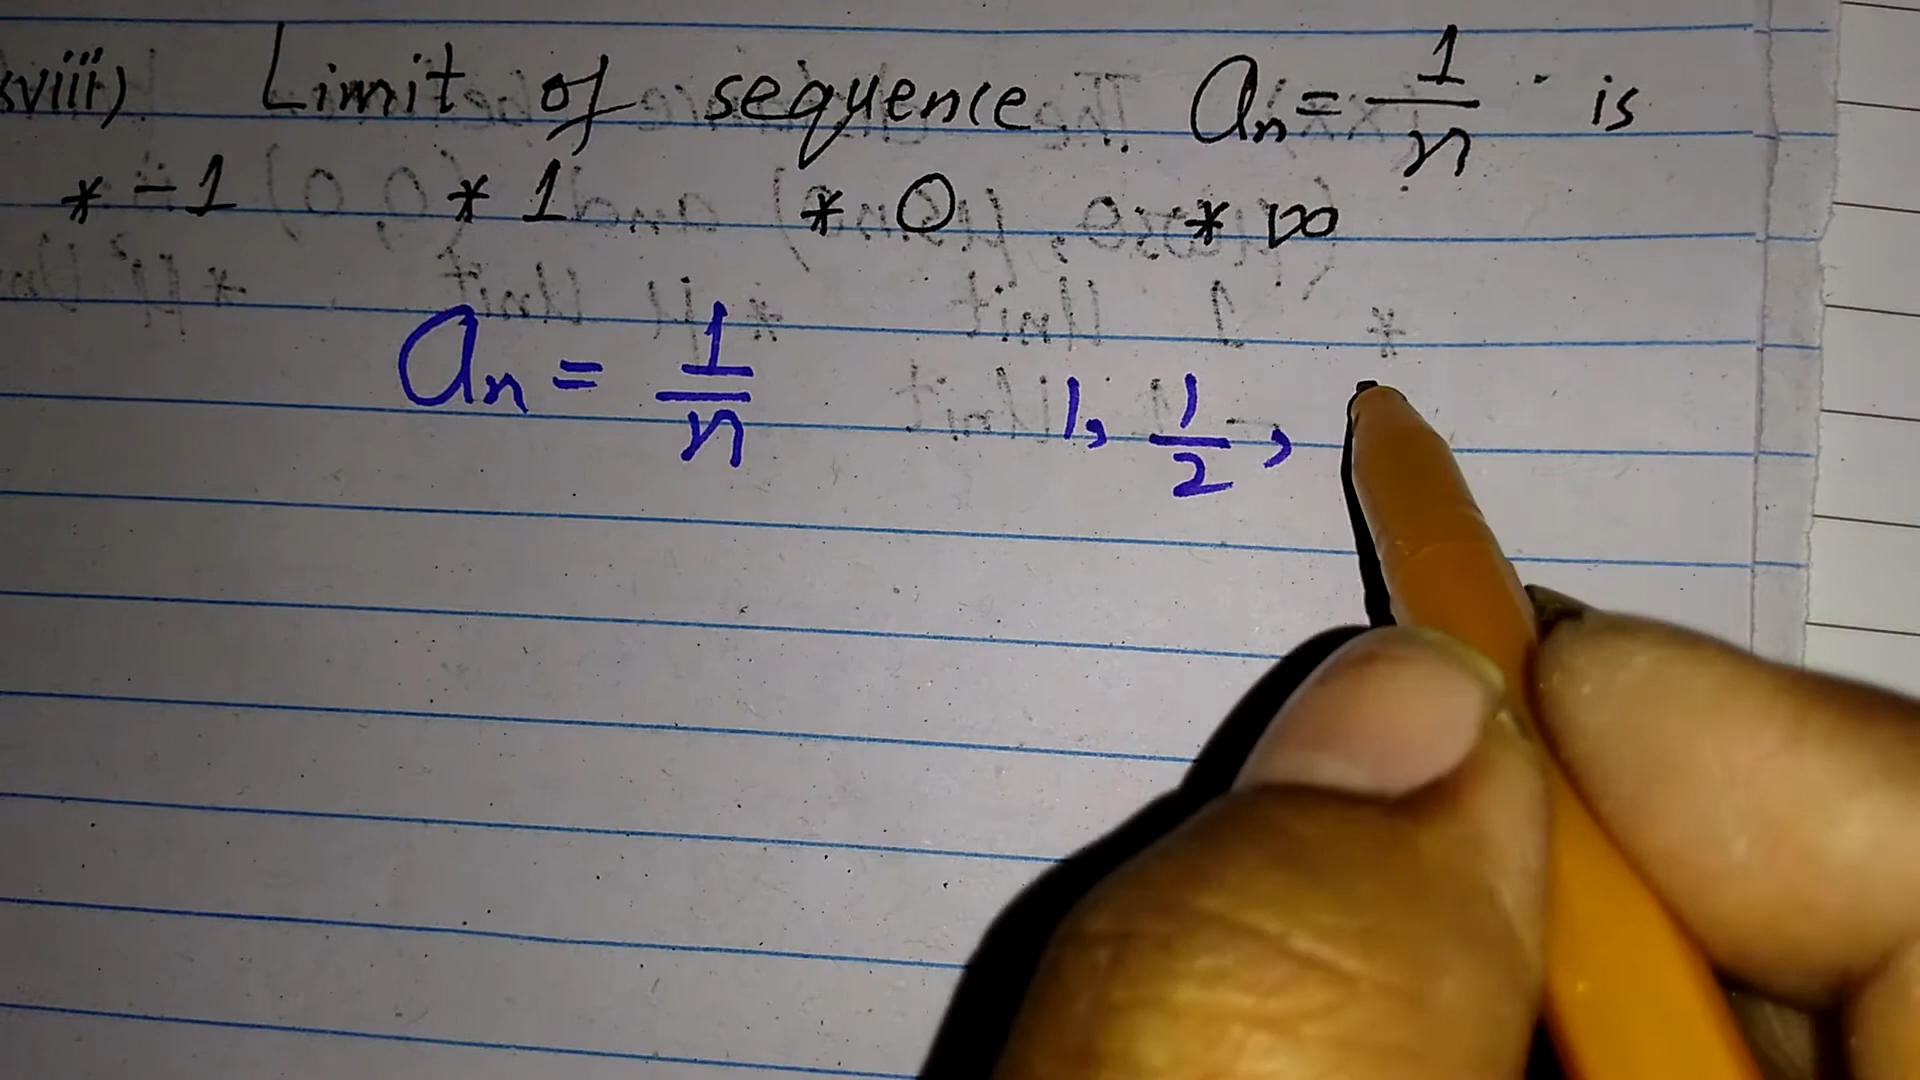 xviii) Limit of sequence aₙ = 1/n is
* -1 * 1 * 0 * ∞
aₙ = 1/n 1, 1/2,